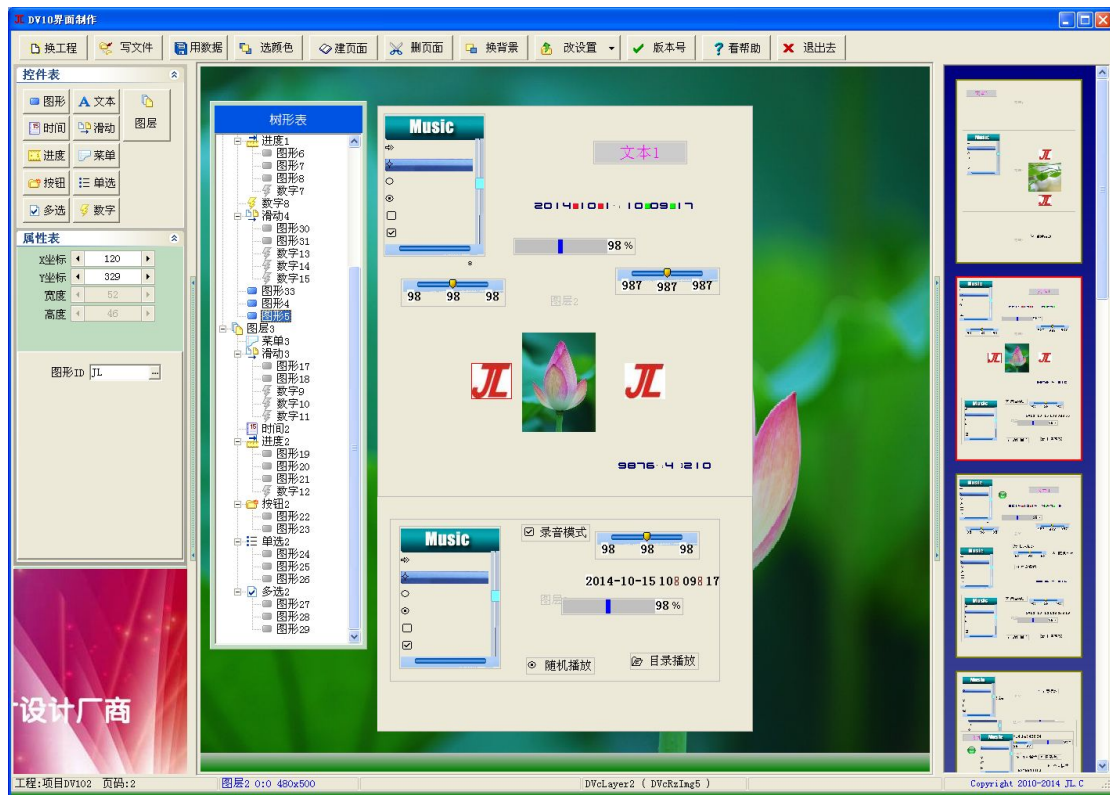 JL DV10界面制作
换工程 写文件 用数据 选颜色 建页面 删页面 换背景 改设置 版本号 看帮助 退出去
控件表
图形 文本 图层
时间 滑动
进度 菜单
按钮 单选
多选 数字
属性表
X坐标 120
Y坐标 329
宽度 52
高度 46
图形ID JL
设计厂商
树形表
进度1
图形6
图形7
图形8
数字7
数字8
滑动4
图形30
图形31
数字13
数字14
数字15
图形33
图形4
图形5
图层3
菜单3
滑动3
图形17
图形18
数字9
数字10
数字11
时间2
进度2
图形19
图形20
图形21
数字12
按钮2
图形22
图形23
单选2
图形24
图形25
图形26
多选2
图形27
图形28
图形29
Music
文本1
98 %
98 98 98
987 987 987
图层2
JL
JL
Music
录音模式
98 98 98
2014-10-15 108 098 17
图层
98 %
随机播放
目录播放
工程:项目DV102 页码:2
图层2 0:0 480x500
DVcLayer2 ( DVcRzImg5 )
Copyright 2010-2014 JL.C